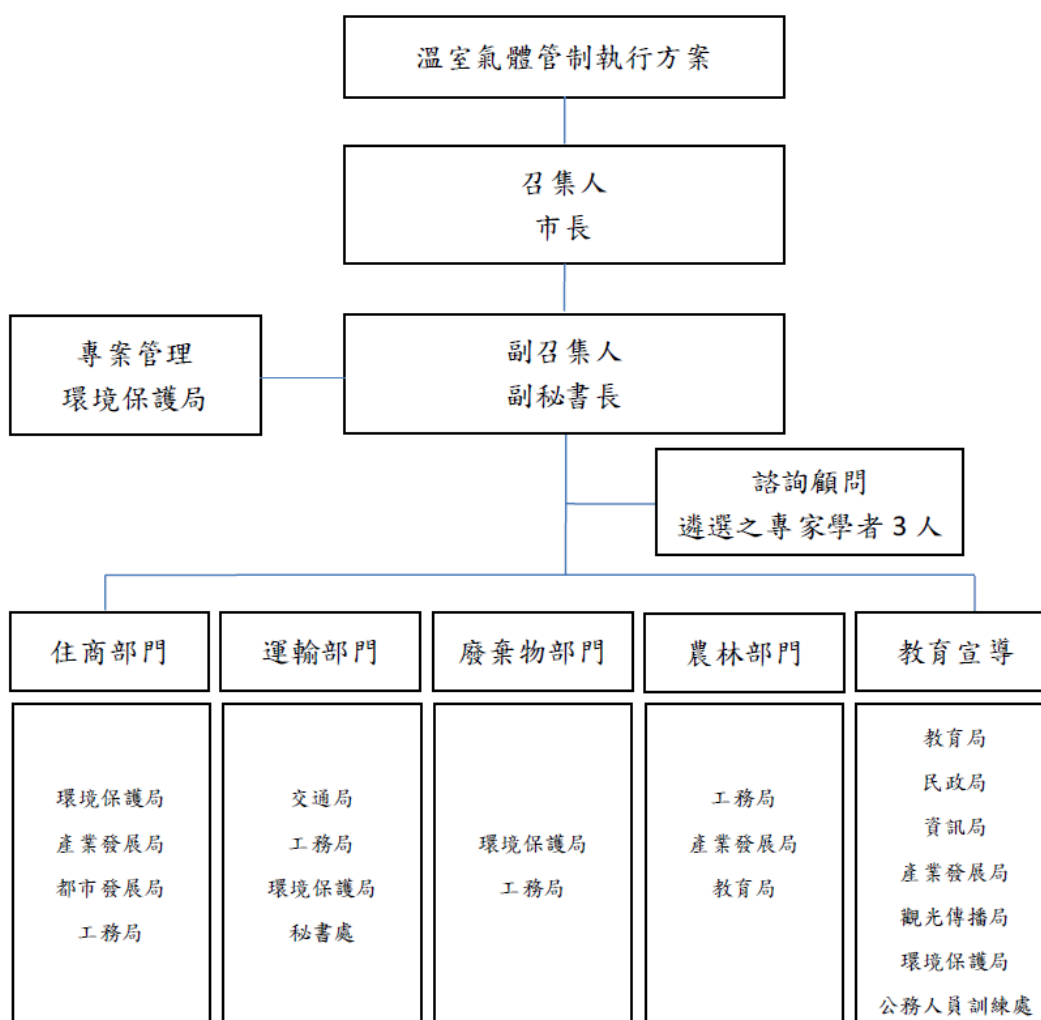 溫室氣體管制執行方案
召集人
市長
專案管理
環境保護局
副召集人
副秘書長
諮詢顧問
遴選之專家學者 3 人
住商部門
運輸部門
廢棄物部門
農林部門
教育宣導
環境保護局
產業發展局
都市發展局
工務局
交通局
工務局
環境保護局
秘書處
環境保護局
工務局
工務局
產業發展局
教育局
教育局
民政局
資訊局
產業發展局
觀光傳播局
環境保護局
公務人員訓練處